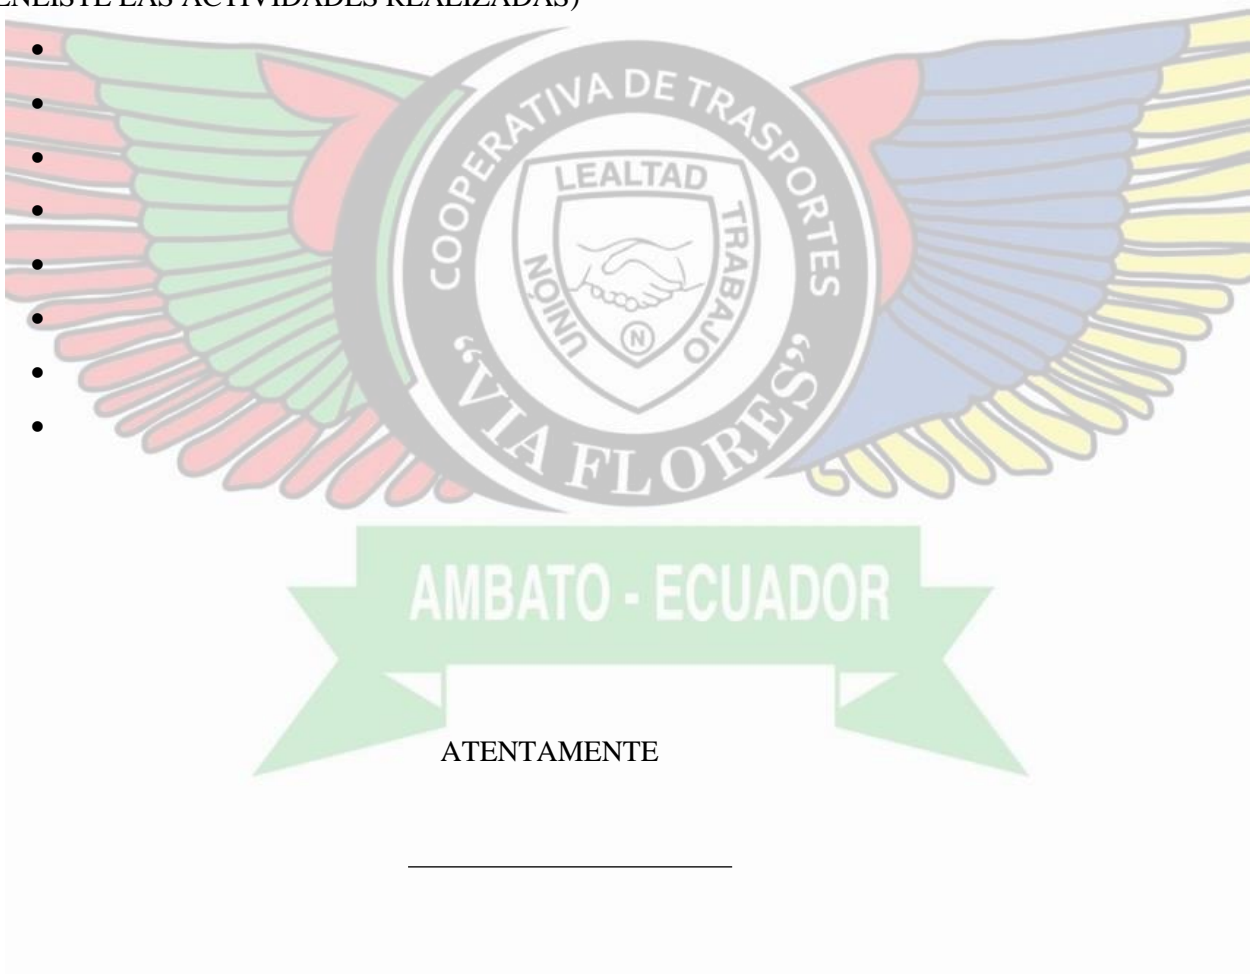 ENLISTE LAS ACTIVIDADES REALIZADAS)
•
•
•
•
•
•
•
•
COOPERATIVA DE TRASPORTES
LEALTAD
TRABAJO
UNIÓN
N
“VIA FLORES”
AMBATO - ECUADOR
ATENTAMENTE